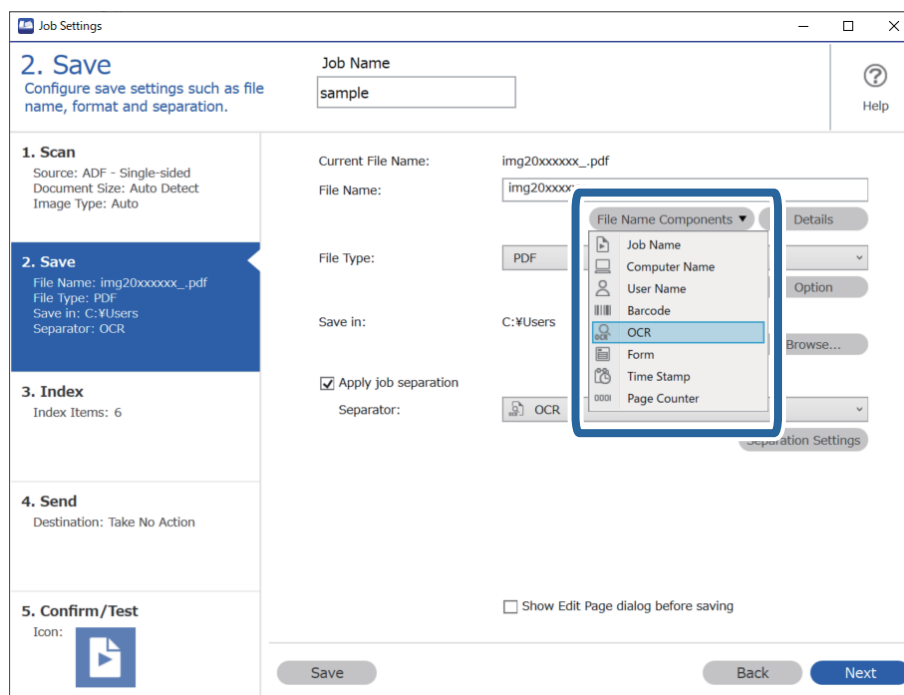 Job Settings
2. Save
Configure save settings such as file
name, format and separation.
Job Name
sample
Help
1. Scan
Source: ADF - Single-sided
Document Size: Auto Detect
Image Type: Auto
2. Save
File Name: img20xxxxxx_.pdf
File Type: PDF
Save in: C:¥Users
Separator: OCR
3. Index
Index Items: 6
4. Send
Destination: Take No Action
5. Confirm/Test
Icon:
Current File Name: img20xxxxxx_.pdf
File Name: img20xxxx
File Name Components ▼ Details
Job Name
Computer Name
User Name
Barcode
OCR OCR
Form
Time Stamp
0001 Page Counter
File Type: PDF
Option
Save in: C:¥Users
Browse...
Apply job separation
Separator: OCR
Separation Settings
Show Edit Page dialog before saving
Save Back Next